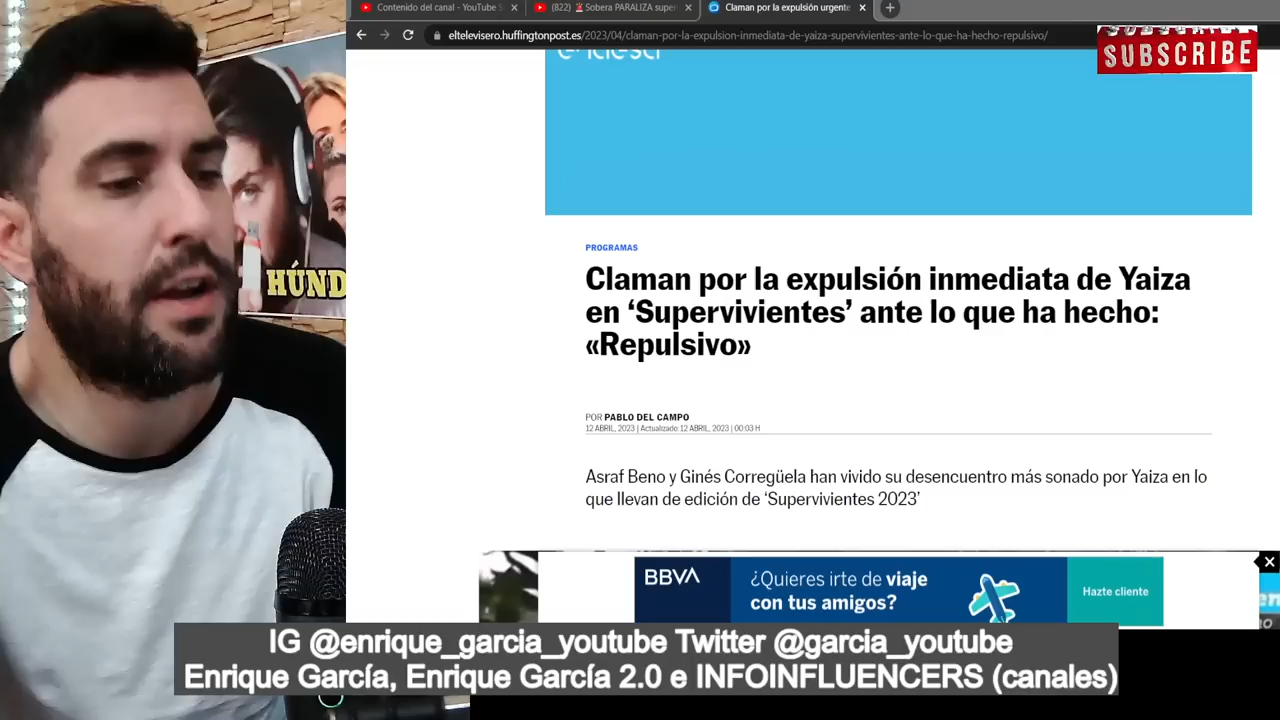 Contenido del canal - YouTube S
(822) 🚨Sobera PARALIZA super
Claman por la expulsión urgente
eltelevisero.huffingtonpost.es/2023/04/claman-por-la-expulsion-inmediata-de-yaiza-supervivientes-ante-lo-que-ha-hecho-repulsivo/
SUBSCRIBE
HÚND
PROGRAMAS
Claman por la expulsión inmediata de Yaiza
en ‘Supervivientes’ ante lo que ha hecho:
«Repulsivo»
POR PABLO DEL CAMPO
12 ABRIL, 2023 | Actualizado: 12 ABRIL, 2023 | 00:03 H
Asraf Beno y Ginés Corregüela han vivido su desencuentro más sonado por Yaiza en lo
que llevan de edición de ‘Supervivientes 2023’
BBVA
¿Quieres irte de viaje
con tus amigos?
Hazte cliente
IG @enrique_garcia_youtube Twitter @garcia_youtube
Enrique García, Enrique García 2.0 e INFOINFLUENCERS (canales)